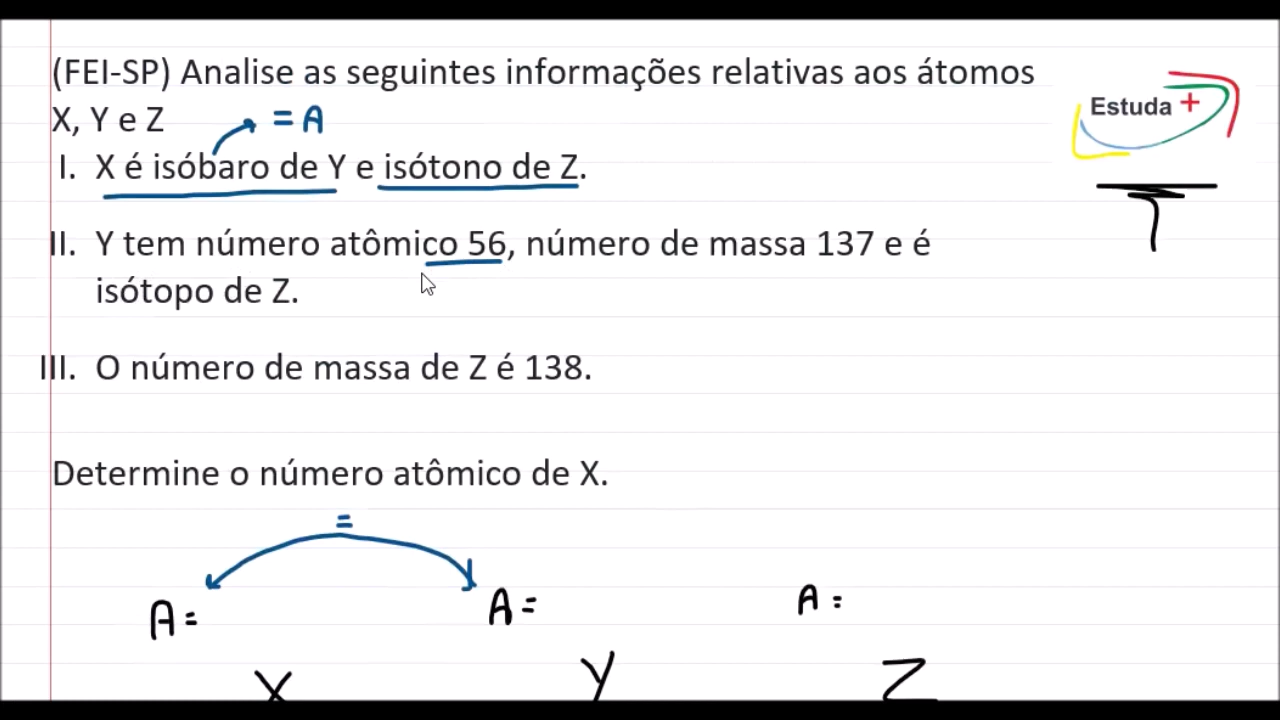 (FEI-SP) Analise as seguintes informações relativas aos átomos
X, Y e Z
= A
Estuda +
I. X é isóbaro de Y e isótono de Z.
II. Y tem número atômico 56, número de massa 137 e é
isótopo de Z.
III. O número de massa de Z é 138.
Determine o número atômico de X.
=
A = A = A =
X Y Z